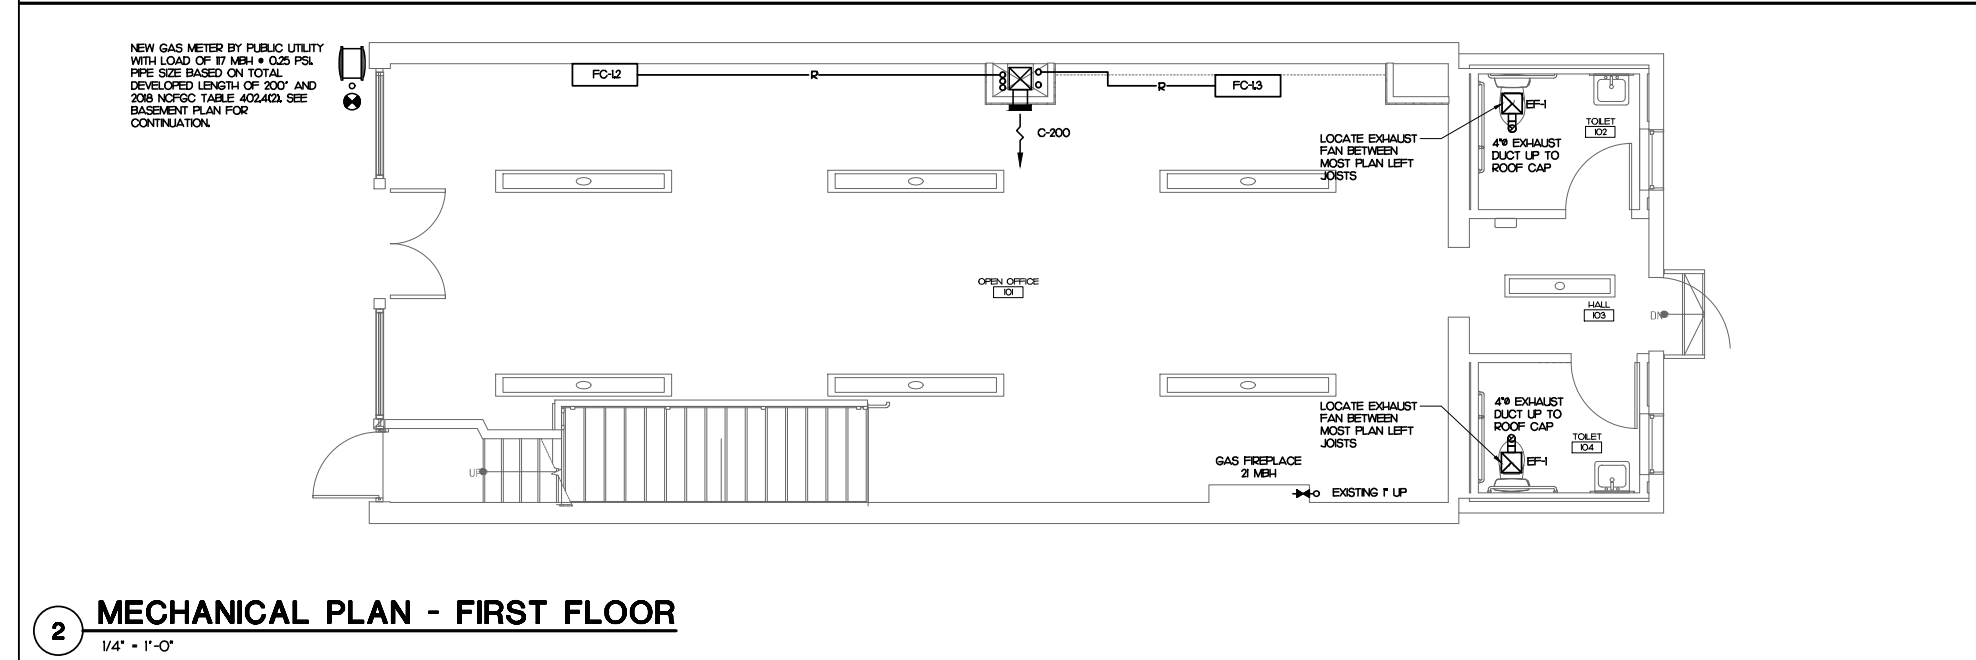 NEW GAS METER BY PUBLIC UTILITY
WITH LOAD OF 117 MBH @ 0.25 PSI.
PIPE SIZE BASED ON TOTAL
DEVELOPED LENGTH OF 200' AND
2018 NCFGC TABLE 402.4(2). SEE
BASEMENT PLAN FOR
CONTINUATION.
FC-1.2
R
R
FC-1.3
C-200
LOCATE EXHAUST
FAN BETWEEN
MOST PLAN LEFT
JOISTS
EF-1
4"Ø EXHAUST
DUCT UP TO
ROOF CAP
TOILET
102
OPEN OFFICE
101
HALL
103
DN
UP
LOCATE EXHAUST
FAN BETWEEN
MOST PLAN LEFT
JOISTS
4"Ø EXHAUST
DUCT UP TO
ROOF CAP
TOILET
104
EF-1
GAS FIREPLACE
21 MBH
EXISTING 1" UP
2
MECHANICAL PLAN - FIRST FLOOR
1/4" = 1'-0"